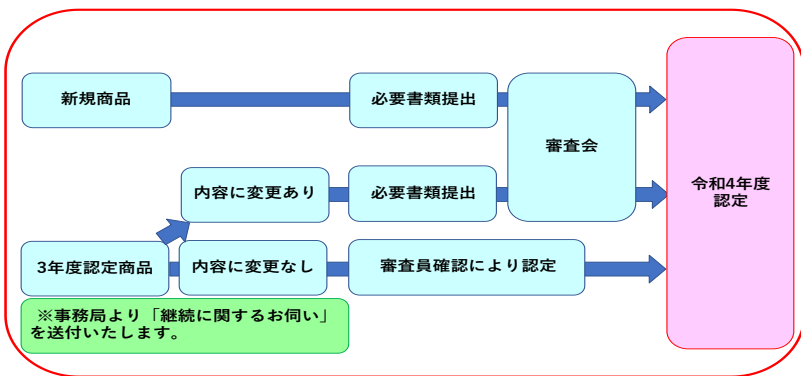 新規商品
必要書類提出
審査会
内容に変更あり
必要書類提出
令和4年度
認定
3年度認定商品
内容に変更なし
審査員確認により認定
※事務局より「継続に関するお伺い」
を送付いたします。